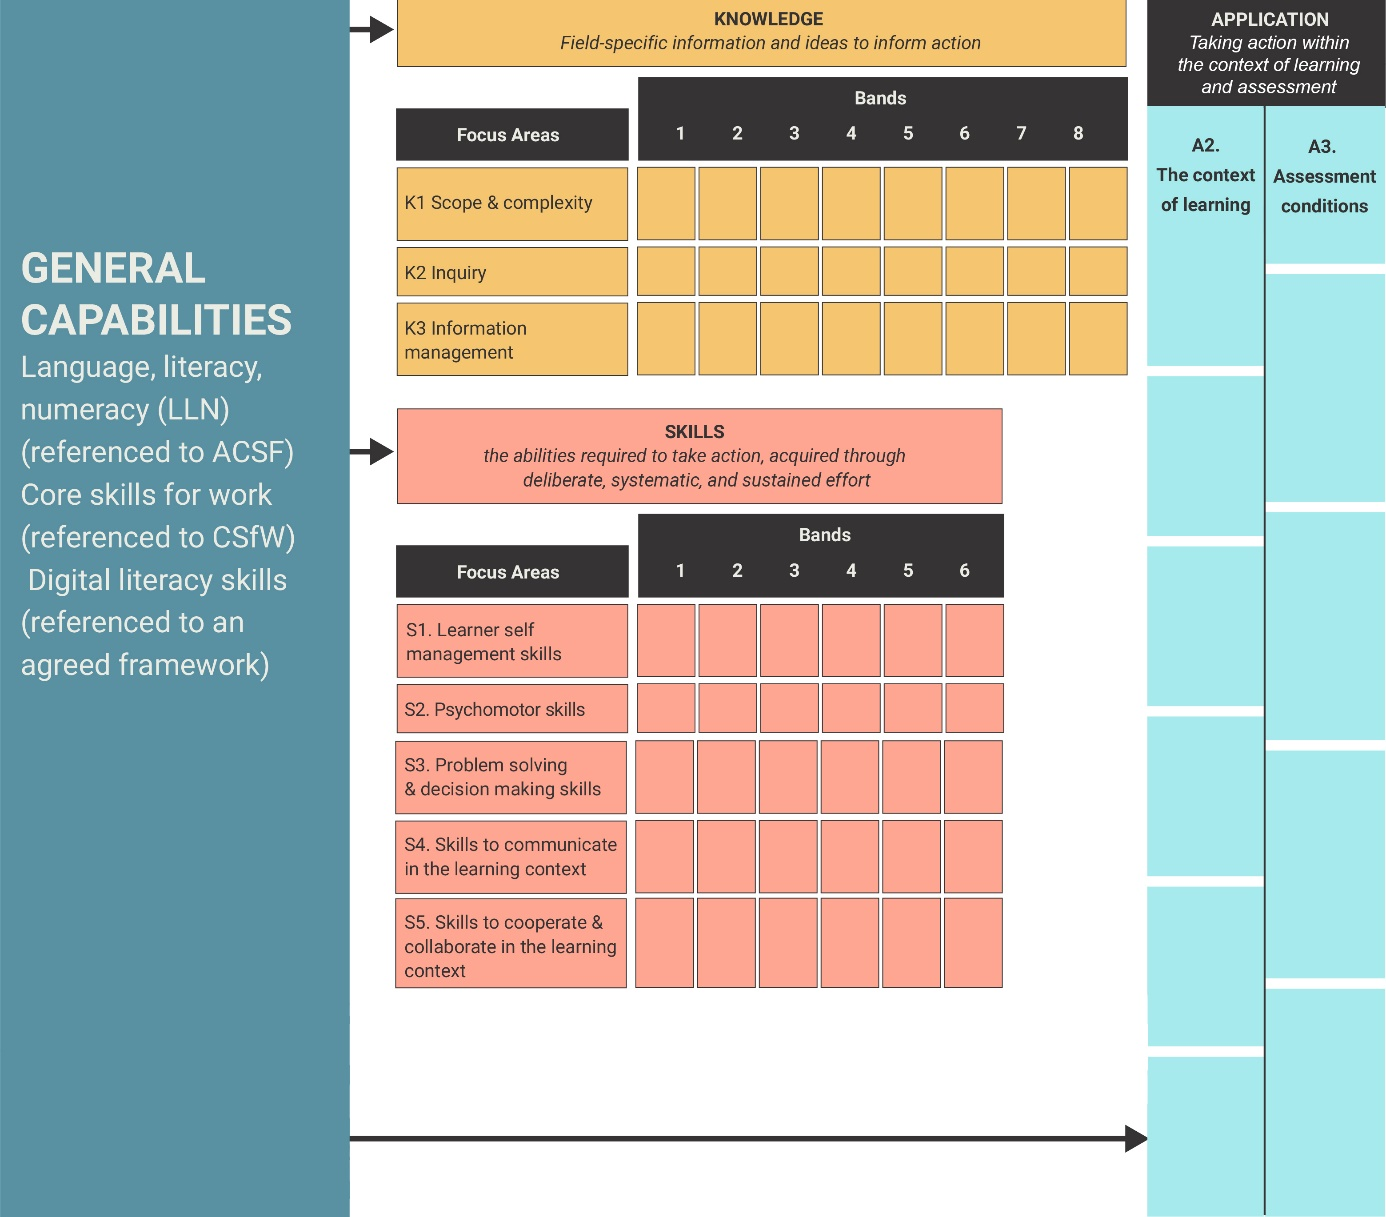 GENERAL
CAPABILITIES
Language, literacy,
numeracy (LLN)
(referenced to ACSF)
Core skills for work
(referenced to CSfW)
Digital literacy skills
(referenced to an
agreed framework)
KNOWLEDGE
Field-specific information and ideas to inform action
Bands
Focus Areas
1 2 3 4 5 6 7 8
K1 Scope & complexity
K2 Inquiry
K3 Information
management
SKILLS
the abilities required to take action, acquired through
deliberate, systematic, and sustained effort
Bands
Focus Areas
1 2 3 4 5 6
S1. Learner self
management skills
S2. Psychomotor skills
S3. Problem solving
& decision making skills
S4. Skills to communicate
in the learning context
S5. Skills to cooperate &
collaborate in the learning
context
APPLICATION
Taking action within
the context of learning
and assessment
A2.
The context
of learning
A3.
Assessment
conditions